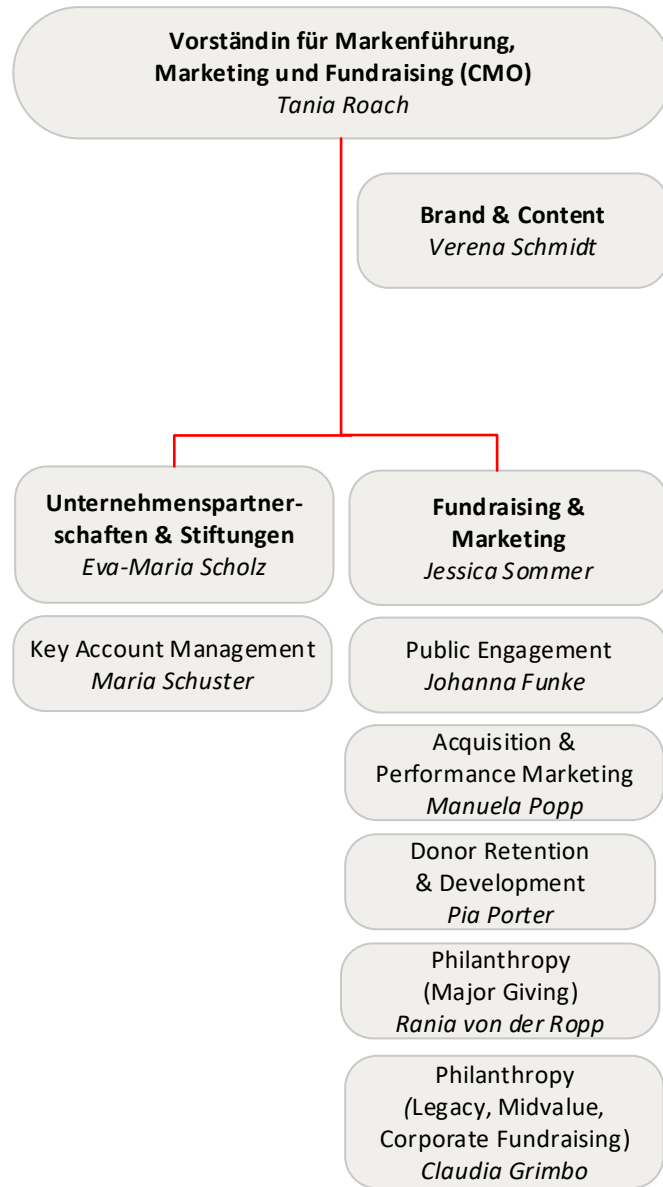 Vorständin für Markenführung,
Marketing und Fundraising (CMO)
Tania Roach
Brand & Content
Verena Schmidt
Unternehmenspartner-
schaften & Stiftungen
Eva-Maria Scholz
Key Account Management
Maria Schuster
Fundraising &
Marketing
Jessica Sommer
Public Engagement
Johanna Funke
Acquisition &
Performance Marketing
Manuela Popp
Donor Retention
& Development
Pia Porter
Philanthropy
(Major Giving)
Rania von der Ropp
Philanthropy
(Legacy, Midvalue,
Corporate Fundraising)
Claudia Grimbo